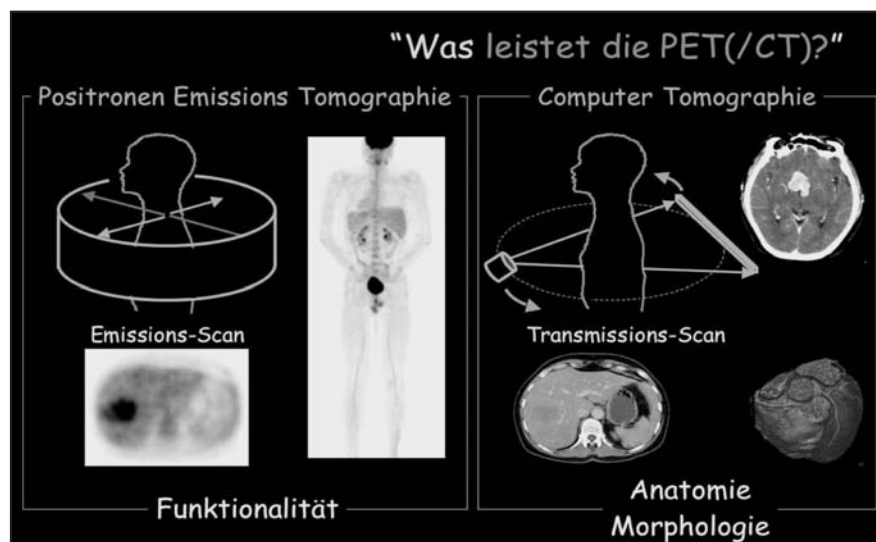 "Was leistet die PET(/CT)?"
Positronen Emissions Tomographie
Emissions-Scan
Funktionalität
Computer Tomographie
Transmissions-Scan
Anatomie
Morphologie